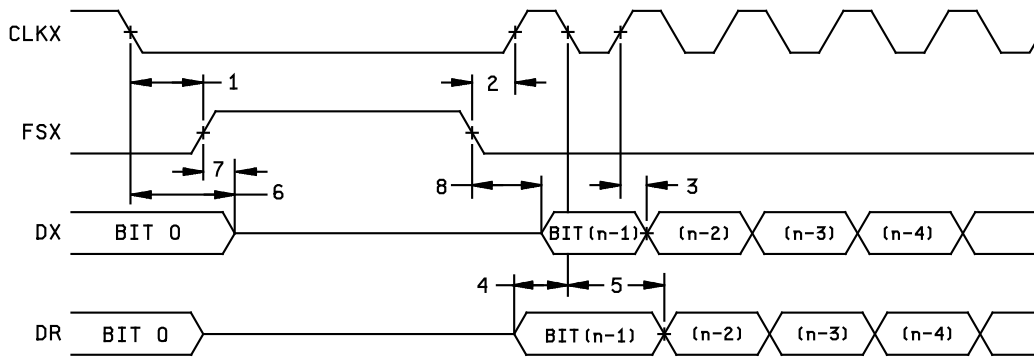 CLKX
1
2
FSX
7
6
8
3
DX BIT 0 BIT(n-1) (n-2) (n-3) (n-4)
4
5
DR BIT 0 BIT(n-1) (n-2) (n-3) (n-4)